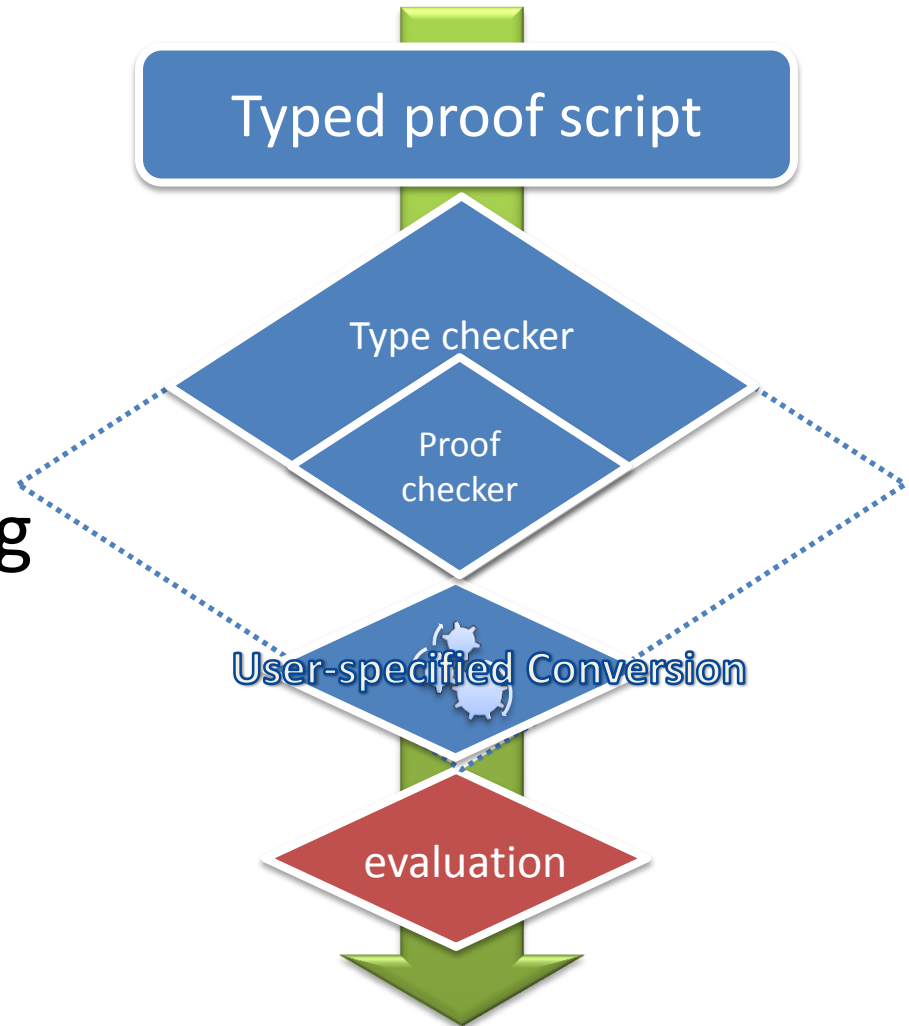 Typed proof script
Type checker
Proof
checker
g
User-specified Conversion
evaluation